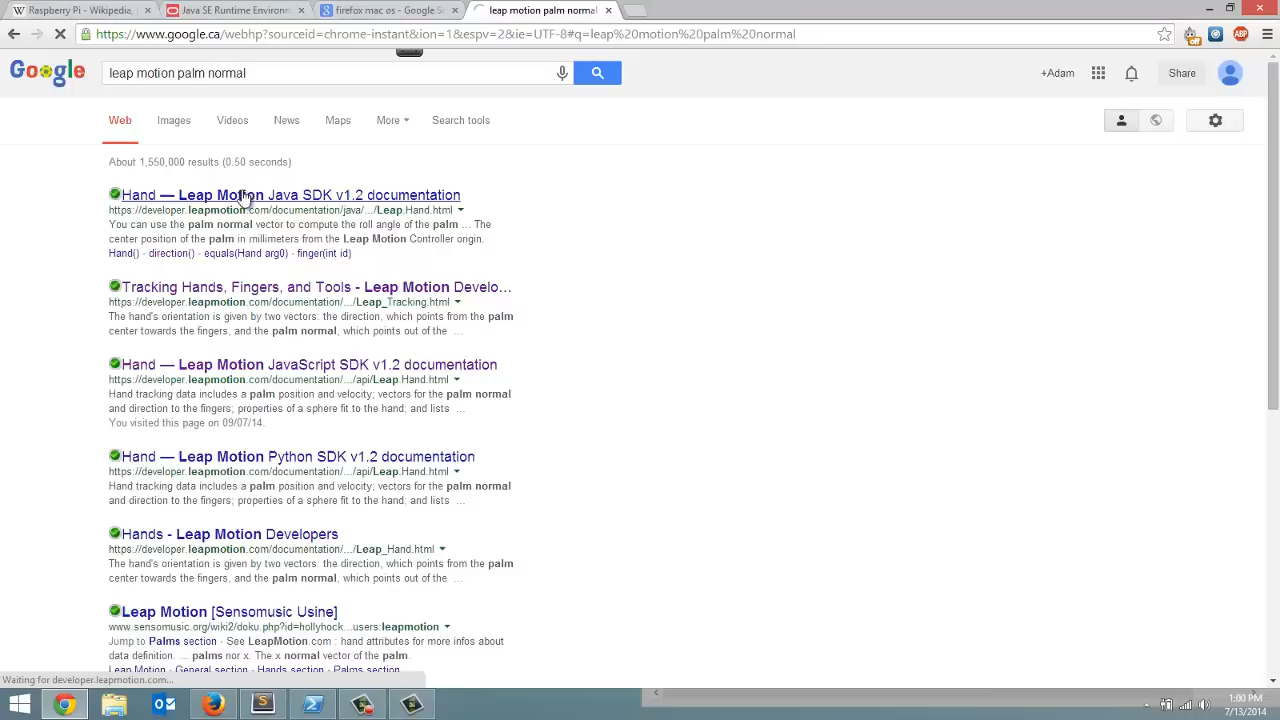 Raspberry Pi - Wikipedia,
Java SE Runtime Environme
firefox mac os - Google Se
leap motion palm normal
https://www.google.ca/webhp?sourceid=chrome-instant&ion=1&espv=2&ie=UTF-8#q=leap%20motion%20palm%20normal
Google
leap motion palm normal
+Adam
Share
Web Images Videos News Maps More Search tools
About 1,550,000 results (0.50 seconds)
Hand — Leap Motion Java SDK v1.2 documentation
https://developer.leapmotion.com/documentation/java/.../Leap.Hand.html
You can use the palm normal vector to compute the roll angle of the palm ... The
center position of the palm in millimeters from the Leap Motion Controller origin.
Hand() - direction() - equals(Hand arg0) - finger(int id)
Tracking Hands, Fingers, and Tools - Leap Motion Develo...
https://developer.leapmotion.com/documentation/.../Leap_Tracking.html
The hand's orientation is given by two vectors: the direction, which points from the palm
center towards the fingers, and the palm normal, which points out of the ...
Hand — Leap Motion JavaScript SDK v1.2 documentation
https://developer.leapmotion.com/documentation/.../api/Leap.Hand.html
Hand tracking data includes a palm position and velocity; vectors for the palm normal
and direction to the fingers; properties of a sphere fit to the hand; and lists ...
You visited this page on 09/07/14.
Hand — Leap Motion Python SDK v1.2 documentation
https://developer.leapmotion.com/documentation/.../api/Leap.Hand.html
Hand tracking data includes a palm position and velocity; vectors for the palm normal
and direction to the fingers; properties of a sphere fit to the hand; and lists ...
Hands - Leap Motion Developers
https://developer.leapmotion.com/documentation/.../Leap_Hand.html
The hand's orientation is given by two vectors: the direction, which points from the palm
center towards the fingers, and the palm normal, which points out of the ...
Leap Motion [Sensomusic Usine]
www.sensomusic.org/wiki2/doku.php?id=hollyhock...users:leapmotion
Jump to Palms section - See LeapMotion.com : hand attributes for more infos about
data definition. ... palms nor x: The x normal vector of the palm.
Leap Motion - General section - Hands section - Palms section
Waiting for developer.leapmotion.com...
1:00 PM
7/13/2014